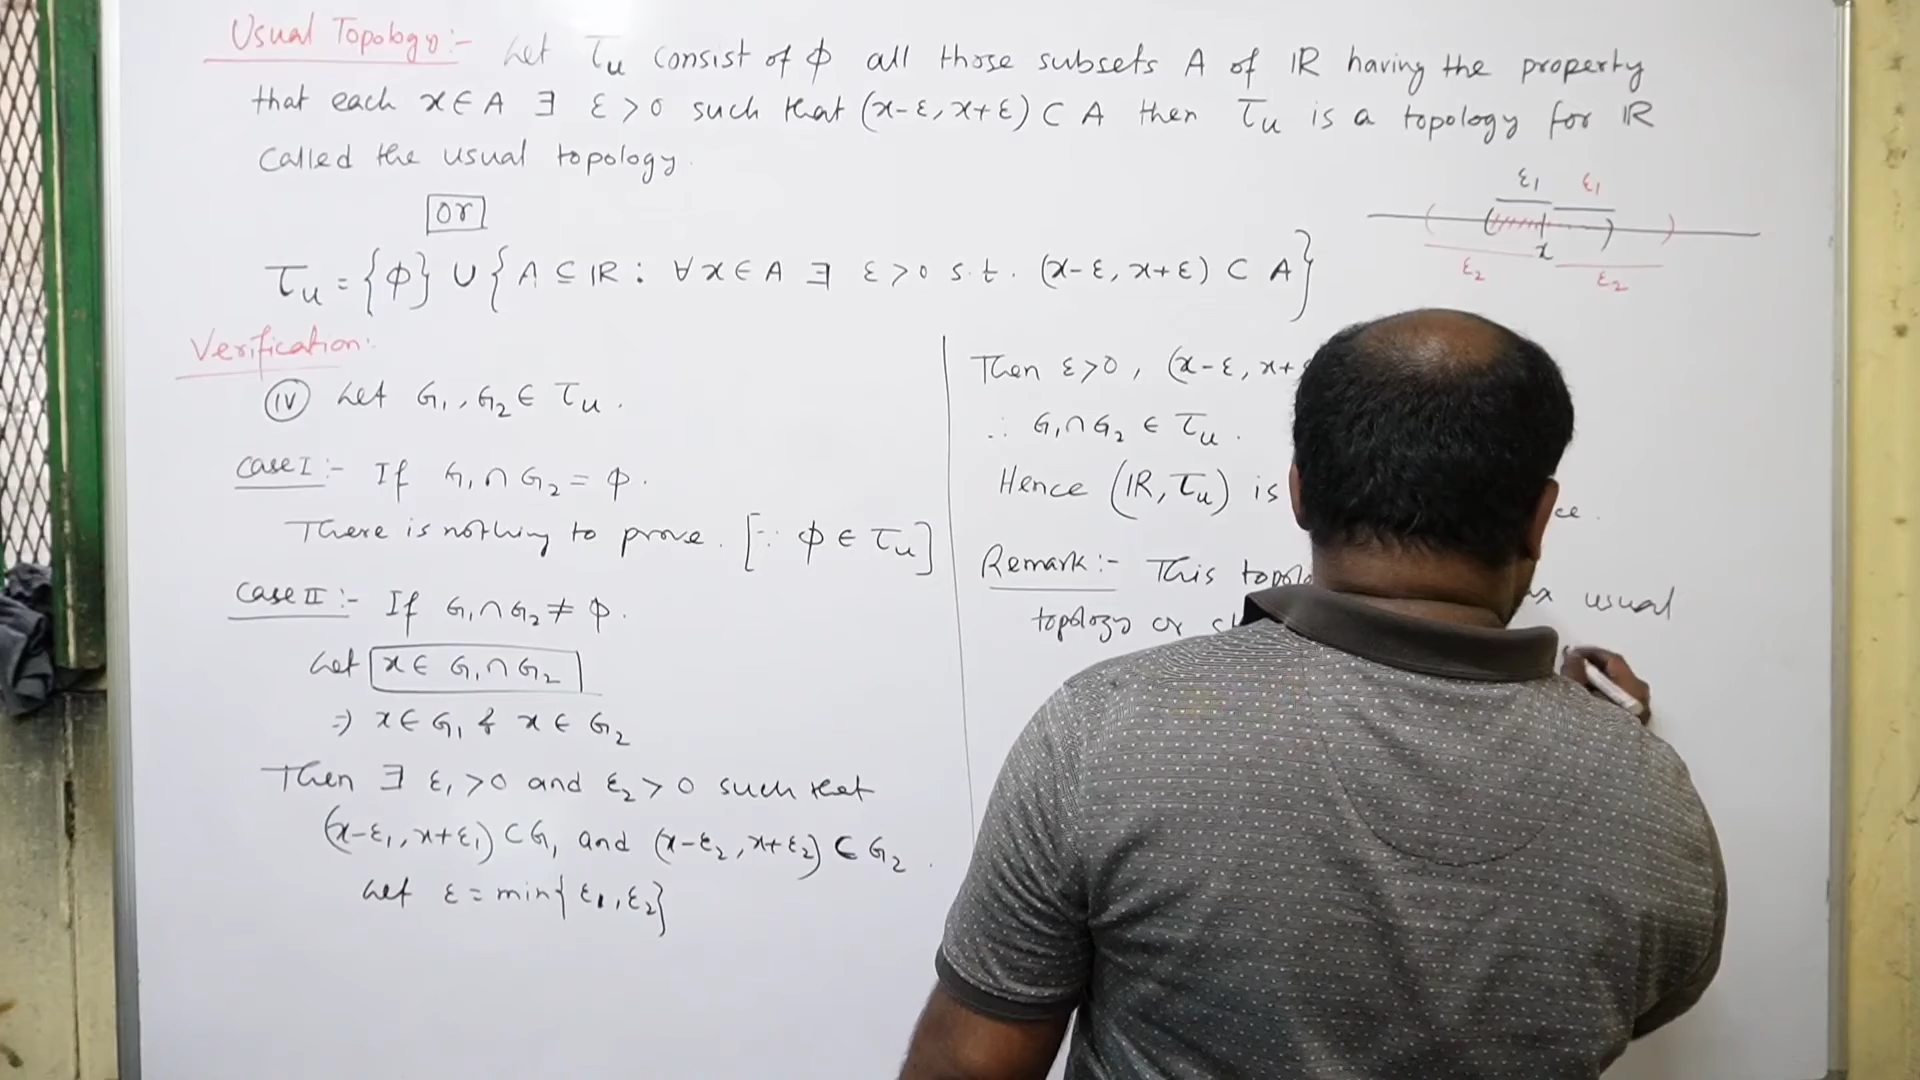 Usual Topology:- Let τu consist of ϕ all those subsets A of ℝ having the property
that each x∈A ∃ ε>0 such that (x-ε, x+ε) ⊂ A then τu is a topology for ℝ
called the usual topology.
or
τu = {ϕ} ∪ {A ⊆ ℝ : ∀ x∈A ∃ ε>0 s.t. (x-ε, x+ε) ⊂ A}
ε1 ε1
x
ε2 ε2
Verification:
(iv) Let G1, G2 ∈ τu.
Case I:- If G1∩G2 = ϕ.
There is nothing to prove. [∵ ϕ ∈ τu]
Case II:- If G1∩G2 ≠ ϕ.
Let x∈ G1∩G2
⇒ x∈G1 & x∈G2
Then ∃ ε1>0 and ε2>0 such that
(x-ε1, x+ε1) ⊂ G1 and (x-ε2, x+ε2) ⊂ G2.
Let ε = min{ε1, ε2}
Then ε>0, (x-ε, x+
∴ G1∩G2 ∈ τu.
Hence (ℝ, τu) is ce.
Remark:- This topolo usual
topology or